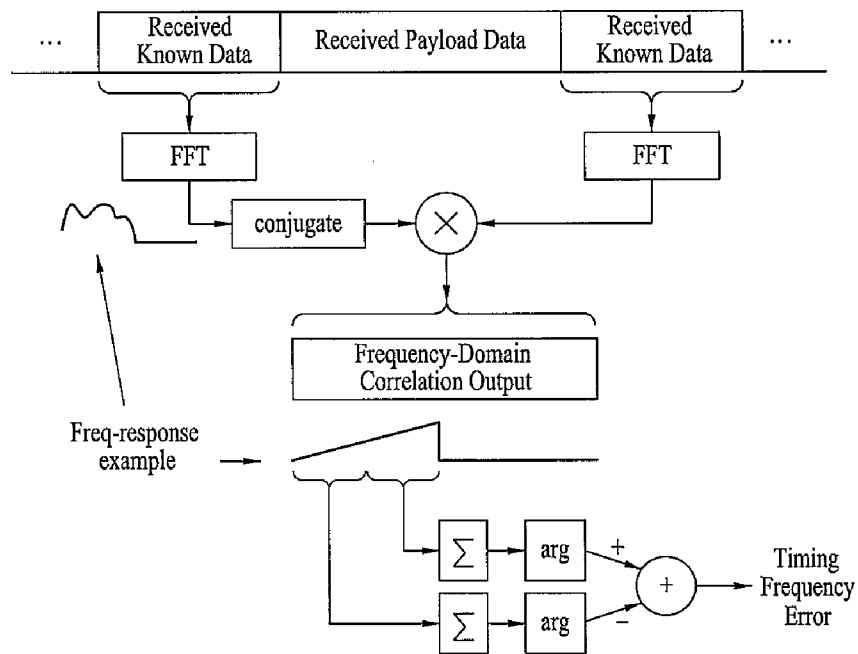 ...
Received
Known Data
Received Payload Data
Received
Known Data
...
FFT
FFT
conjugate
×
Frequency-Domain
Correlation Output
Freq-response
example
Σ
arg
+
+
Timing
Frequency
Error
Σ
arg
−